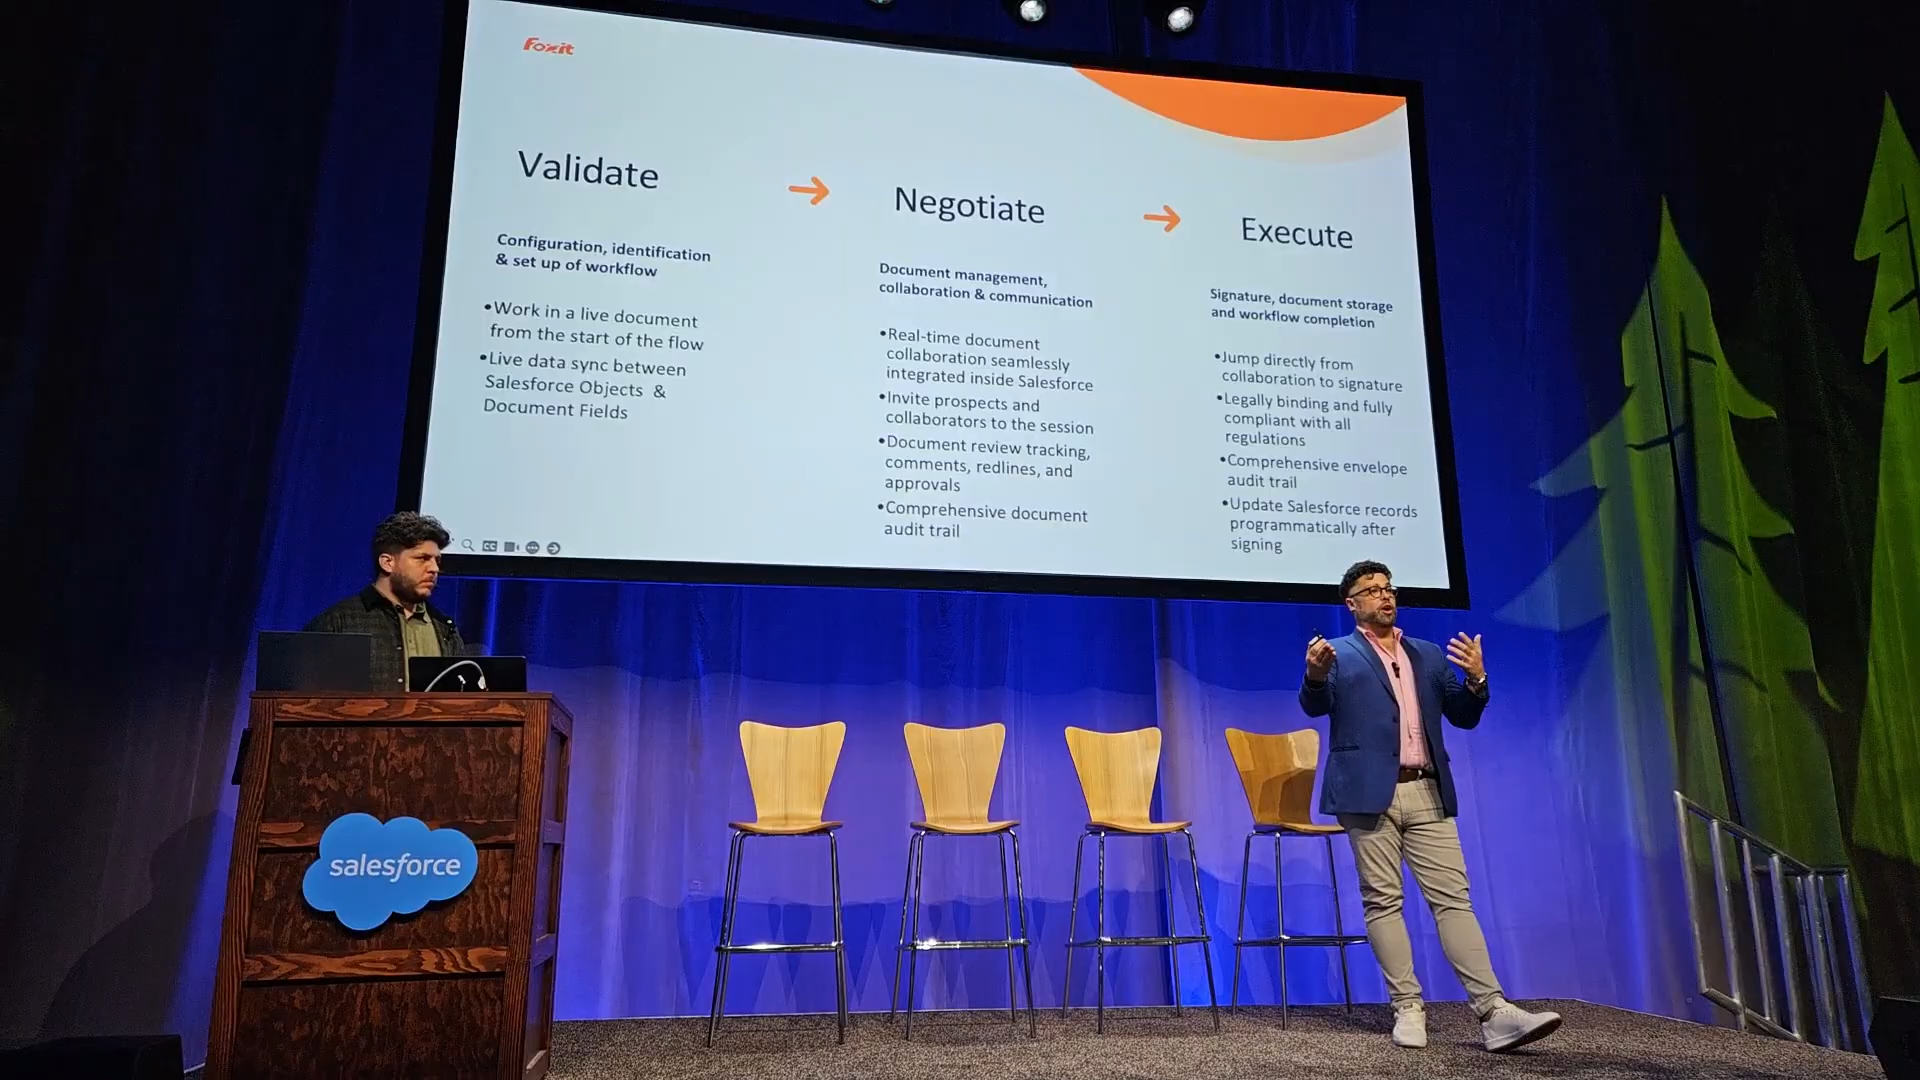 Foxit
Validate
Configuration, identification
& set up of workflow
•Work in a live document
from the start of the flow
•Live data sync between
Salesforce Objects &
Document Fields
Negotiate
Document management,
collaboration & communication
•Real-time document
collaboration seamlessly
integrated inside Salesforce
•Invite prospects and
collaborators to the session
•Document review tracking,
comments, redlines, and
approvals
•Comprehensive document
audit trail
Execute
Signature, document storage
and workflow completion
•Jump directly from
collaboration to signature
•Legally binding and fully
compliant with all
regulations
•Comprehensive envelope
audit trail
•Update Salesforce records
programmatically after
signing
CC
salesforce